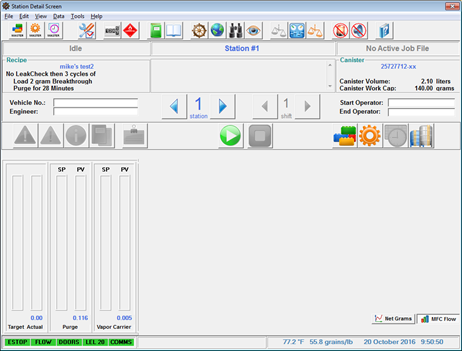 Station Detail Screen
File Edit View Data Tools Help
Idle Station #1 No Active Job File
Recipe
mike's test2
No LeakCheck then 3 cycles of
Load 2 gram Breakthrough
Purge for 28 Minutes
Canister
25727712-xx
Canister Volume: 2.10 liters
Canister Work Cap: 140.00 grams
Vehicle No.:
Engineer:
1
station
1
shift
Start Operator:
End Operator:
SP PV SP PV
0.00 0.116 0.005
Target Actual Purge Vapor Carrier
Net Grams MFC Flow
ESTOP FLOW DOORS LEL 20 COMMS 77.2 °F 55.8 grains/lb 20 October 2016 9:50:50